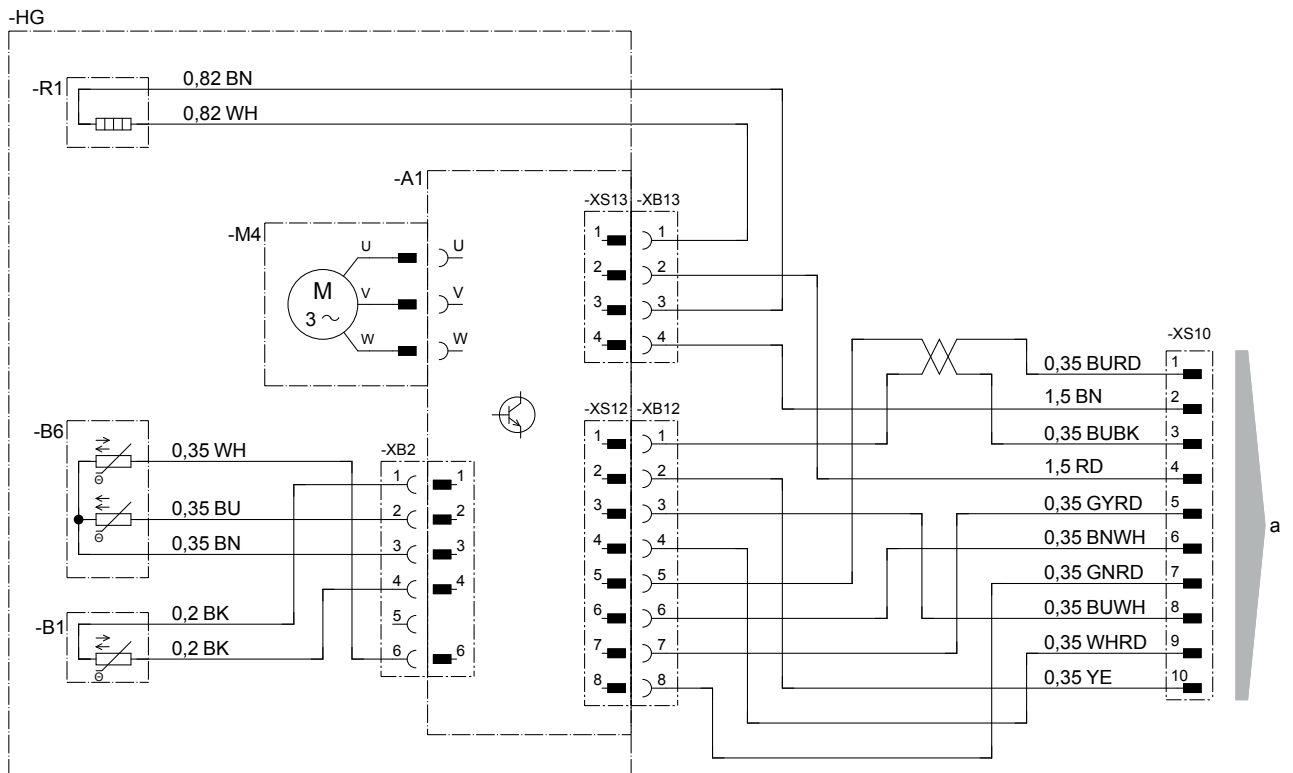 -HG
-R1
0,82 BN
0,82 WH
-A1
-M4
M
3 ~
U
V
W
U
V
W
-XS13 -XB13
1 1
2 2
3 3
4 4
-XS12 -XB12
1 1
2 2
3 3
4 4
5 5
6 6
7 7
8 8
-B6
Θ
Θ
0,35 WH
0,35 BU
0,35 BN
-B1
Θ
0,2 BK
0,2 BK
-XB2
1 1
2 2
3 3
4 4
5
6 6
-XS10
0,35 BURD 1
1,5 BN 2
0,35 BUBK 3
1,5 RD 4
0,35 GYRD 5
0,35 BNWH 6
0,35 GNRD 7
0,35 BUWH 8
0,35 WHRD 9
0,35 YE 10
a